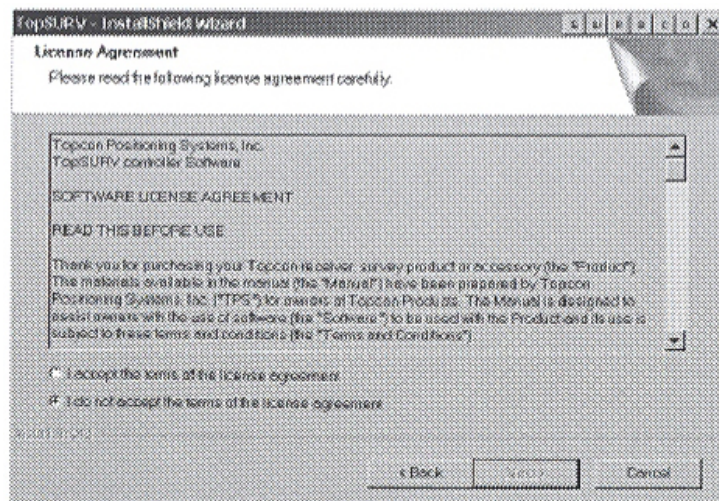 TopSURV - InstallShield Wizard
License Agreement
Please read the following license agreement carefully.
Topcon Positioning Systems, Inc.
TopSURV controller Software
SOFTWARE LICENSE AGREEMENT
READ THIS BEFORE USE
Thank you for purchasing your Topcon receiver, survey product or accessory (the "Product").
The materials available in the manual (the "Manual") have been prepared by Topcon
Positioning Systems, Inc. ("TPS") for owners of Topcon Products. The Manual is designed to
assist owners with the use of software (the "Software") to be used with the Product and its use is
subject to these terms and conditions (the "Terms and Conditions").
I accept the terms of the license agreement
I do not accept the terms of the license agreement
InstallShield
< Back
Next >
Cancel